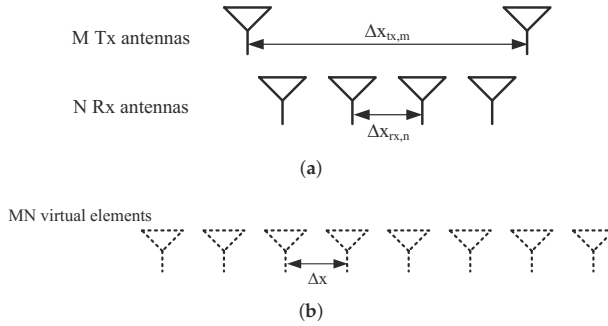 M Tx antennas
Δx_tx,m
N Rx antennas
Δx_rx,n
(a)
MN virtual elements
Δx
(b)